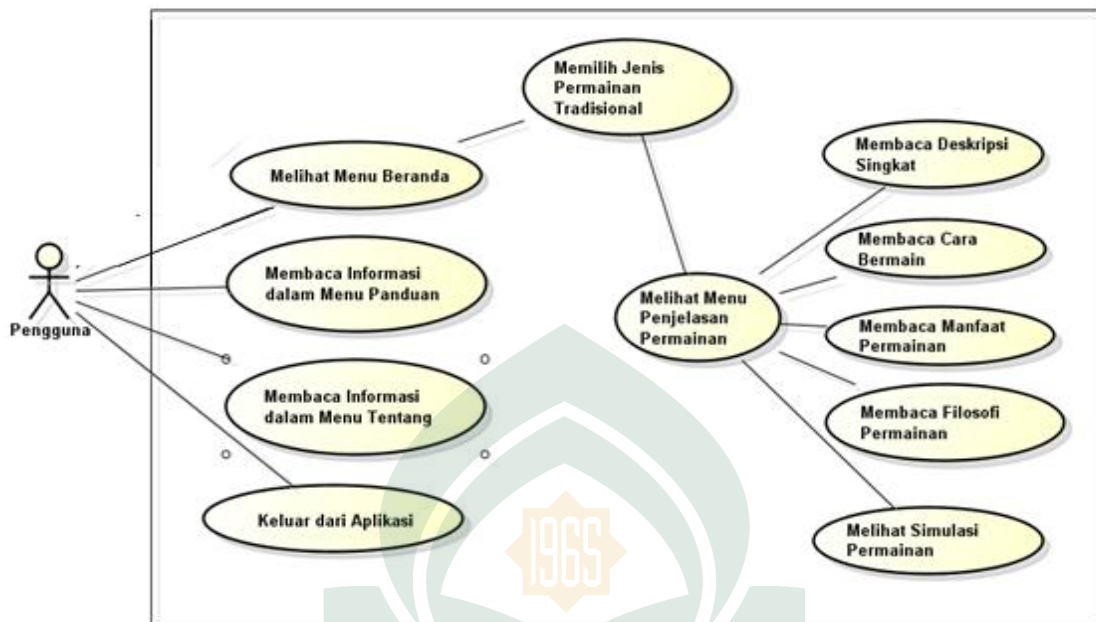 Memilih Jenis
Permainan
Tradisional
Membaca Deskripsi
Singkat
Melihat Menu Beranda
Membaca Cara
Bermain
Membaca Informasi
dalam Menu Panduan
Melihat Menu
Penjelasan
Permainan
Pengguna
Membaca Manfaat
Permainan
Membaca Informasi
dalam Menu Tentang
Membaca Filosofi
Permainan
Keluar dari Aplikasi
Melihat Simulasi
Permainan
1965